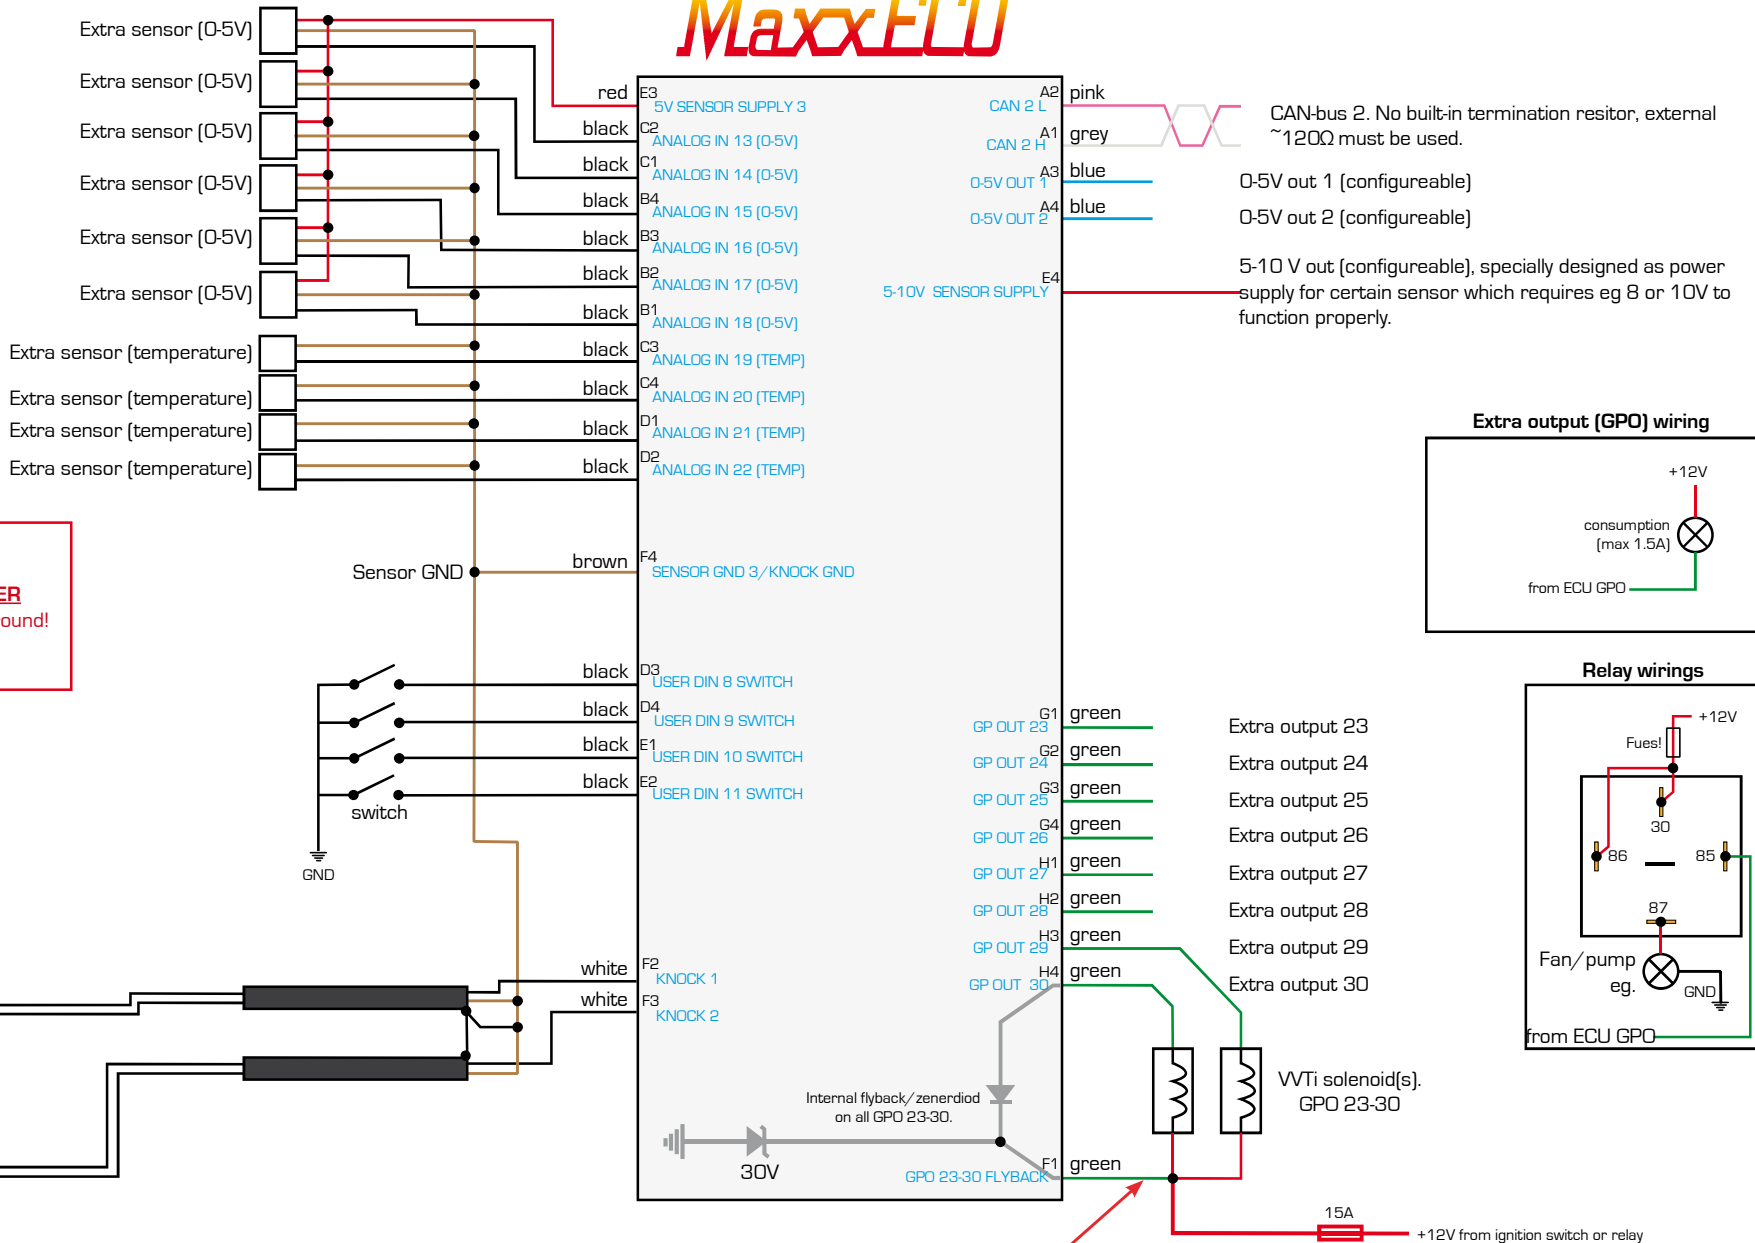 MaxxECU
Extra sensor (0-5V)
Extra sensor (0-5V)
Extra sensor (0-5V)
Extra sensor (0-5V)
Extra sensor (0-5V)
Extra sensor (0-5V)
Extra sensor (temperature)
Extra sensor (temperature)
Extra sensor (temperature)
Extra sensor (temperature)
ER
ound!
Sensor GND
switch
GND
red E3 5V SENSOR SUPPLY 3
black C2 ANALOG IN 13 (0-5V)
black C1 ANALOG IN 14 (0-5V)
black B4 ANALOG IN 15 (0-5V)
black B3 ANALOG IN 16 (0-5V)
black B2 ANALOG IN 17 (0-5V)
black B1 ANALOG IN 18 (0-5V)
black C3 ANALOG IN 19 (TEMP)
black C4 ANALOG IN 20 (TEMP)
black D1 ANALOG IN 21 (TEMP)
black D2 ANALOG IN 22 (TEMP)
brown F4 SENSOR GND 3/KNOCK GND
black D3 USER DIN 8 SWITCH
black D4 USER DIN 9 SWITCH
black E1 USER DIN 10 SWITCH
black E2 USER DIN 11 SWITCH
white F2 KNOCK 1
white F3 KNOCK 2
CAN 2 L A2 pink
CAN 2 H A1 grey
0-5V OUT 1 A3 blue
0-5V OUT 2 A4 blue
5-10V SENSOR SUPPLY E4
CAN-bus 2. No built-in termination resitor, external
~120Ω must be used.
0-5V out 1 (configureable)
0-5V out 2 (configureable)
5-10 V out (configureable), specially designed as power
supply for certain sensor which requires eg 8 or 10V to
function properly.
GP OUT 23 G1 green Extra output 23
GP OUT 24 G2 green Extra output 24
GP OUT 25 G3 green Extra output 25
GP OUT 26 G4 green Extra output 26
GP OUT 27 H1 green Extra output 27
GP OUT 28 H2 green Extra output 28
GP OUT 29 H3 green Extra output 29
GP OUT 30 H4 green Extra output 30
Internal flyback/zenerdiod
on all GPO 23-30.
30V
GPO 23-30 FLYBACK F1 green
VVTi solenoid(s).
GPO 23-30
15A
+12V from ignition switch or relay
Extra output (GPO) wiring
+12V
consumption
(max 1.5A)
from ECU GPO
Relay wirings
+12V
Fues!
30
86
85
87
Fan/pump
eg.
GND
from ECU GPO